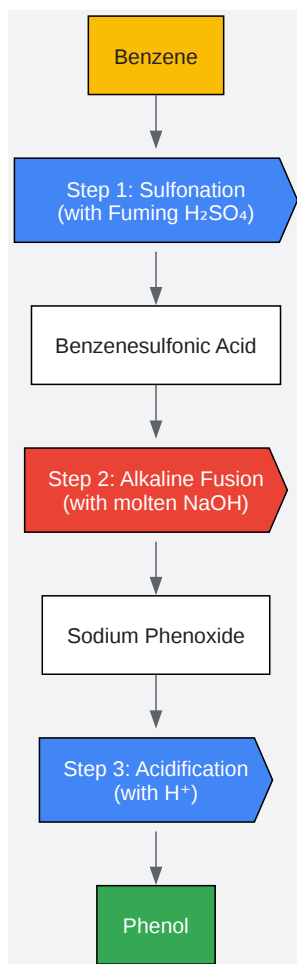 Benzene
Step 1: Sulfonation
(with Fuming H₂SO₄)
Benzenesulfonic Acid
Step 2: Alkaline Fusion
(with molten NaOH)
Sodium Phenoxide
Step 3: Acidification
(with H⁺)
Phenol